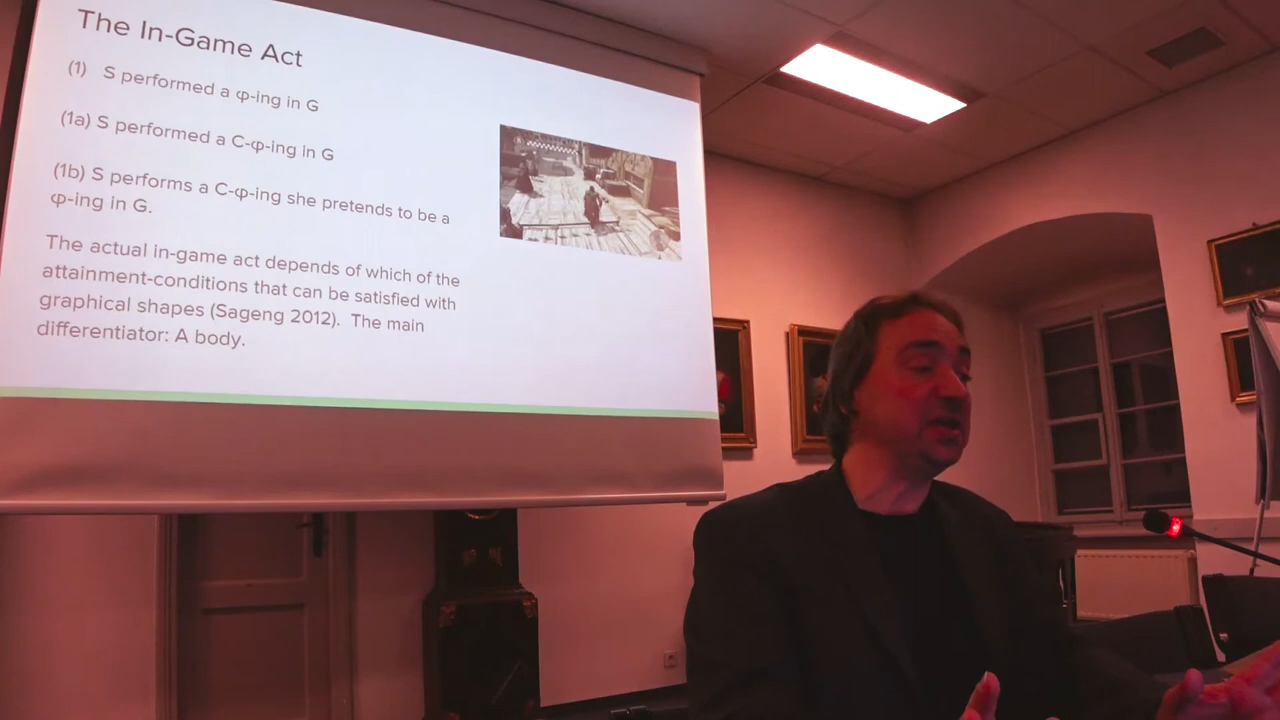 The In-Game Act
(1) S performed a φ-ing in G
(1a) S performed a C-φ-ing in G
(1b) S performs a C-φ-ing she pretends to be a
φ-ing in G.
The actual in-game act depends of which of the
attainment-conditions that can be satisfied with
graphical shapes (Sageng 2012). The main
differentiator: A body.